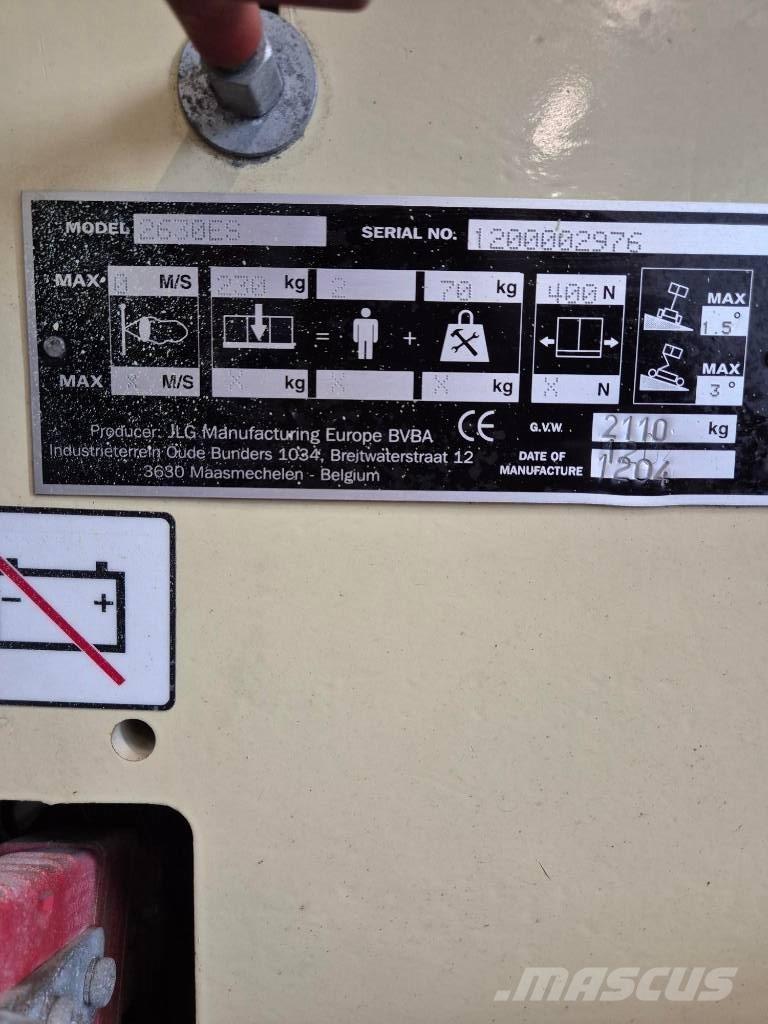 MODEL 2630ES SERIAL NO. 1200002976
MAX. 0 M/S 230 kg 2 70 kg 400 N MAX 1.5°
= +
MAX X M/S X kg X X kg X N MAX 3°
Producer: JLG Manufacturing Europe BVBA CE G.V.W. 2110 kg
Industrieterrein Oude Bunders 1034, Breitwaterstraat 12 DATE OF MANUFACTURE 1204
3630 Maasmechelen - Belgium
- +
MASCUS